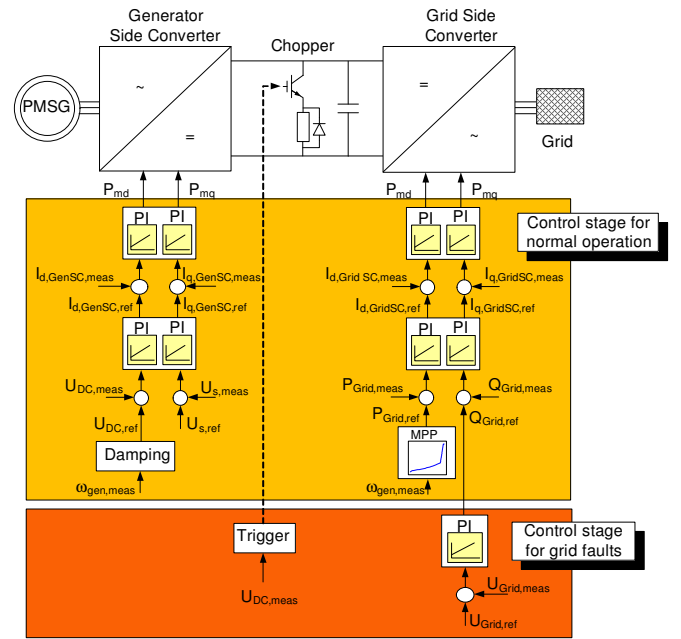 Generator
Side Converter
Chopper
Grid Side
Converter
PMSG
~
=
=
~
Grid
P_md
P_mq
P_md
P_mq
PI PI
PI PI
Control stage for
normal operation
I_d,GenSC,meas
I_q,GenSC,meas
I_d,Grid SC,meas
I_q,GridSC,meas
I_d,GenSC,ref
I_q,GenSC,ref
I_d,GridSC,ref
I_q,GridSC,ref
PI PI
PI PI
U_DC,meas
U_s,meas
P_Grid,meas
Q_Grid,meas
U_DC,ref
U_s,ref
P_Grid,ref
Q_Grid,ref
Damping
MPP
ω_gen,meas
ω_gen,meas
Trigger
PI
Control stage
for grid faults
U_DC,meas
U_Grid,meas
U_Grid,ref